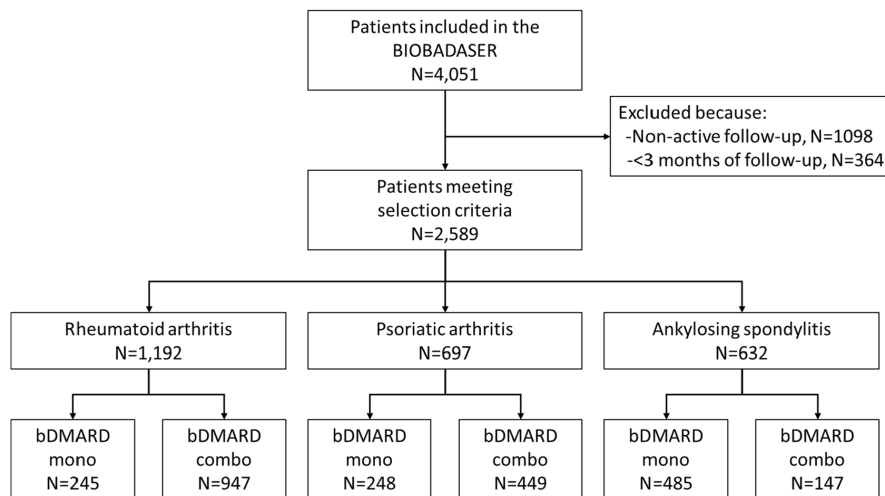 Patients included in the
BIOBADASER
N=4,051
Excluded because:
-Non-active follow-up, N=1098
-<3 months of follow-up, N=364
Patients meeting
selection criteria
N=2,589
Rheumatoid arthritis
N=1,192
Psoriatic arthritis
N=697
Ankylosing spondylitis
N=632
bDMARD
mono
N=245
bDMARD
combo
N=947
bDMARD
mono
N=248
bDMARD
combo
N=449
bDMARD
mono
N=485
bDMARD
combo
N=147